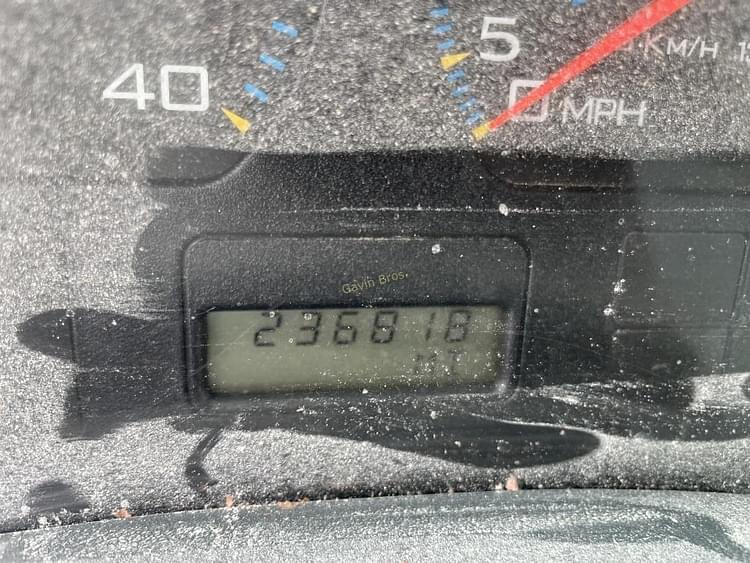 40
5
KM/H
0 MPH
Gavin Bros.
236818
MI